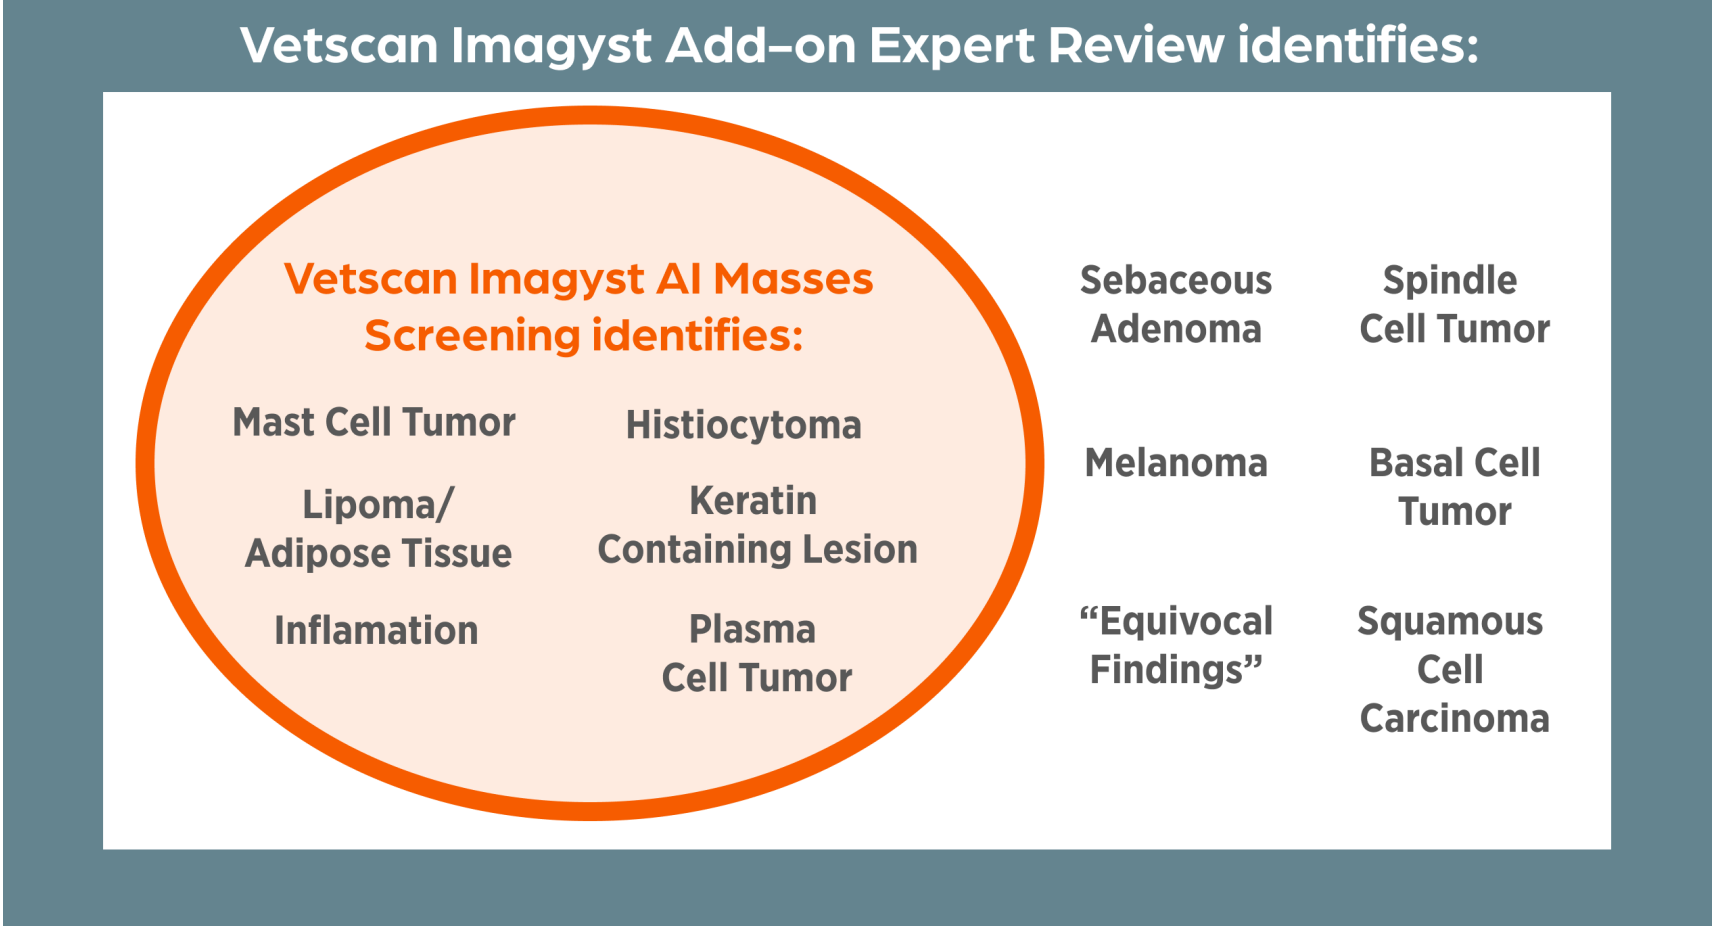 Vetscan Imagyst Add-on Expert Review identifies:
Vetscan Imagyst AI Masses
Screening identifies:
Mast Cell Tumor
Histiocytoma
Lipoma/
Adipose Tissue
Keratin
Containing Lesion
Inflamation
Plasma
Cell Tumor
Sebaceous
Adenoma
Spindle
Cell Tumor
Melanoma
Basal Cell
Tumor
“Equivocal
Findings”
Squamous
Cell
Carcinoma